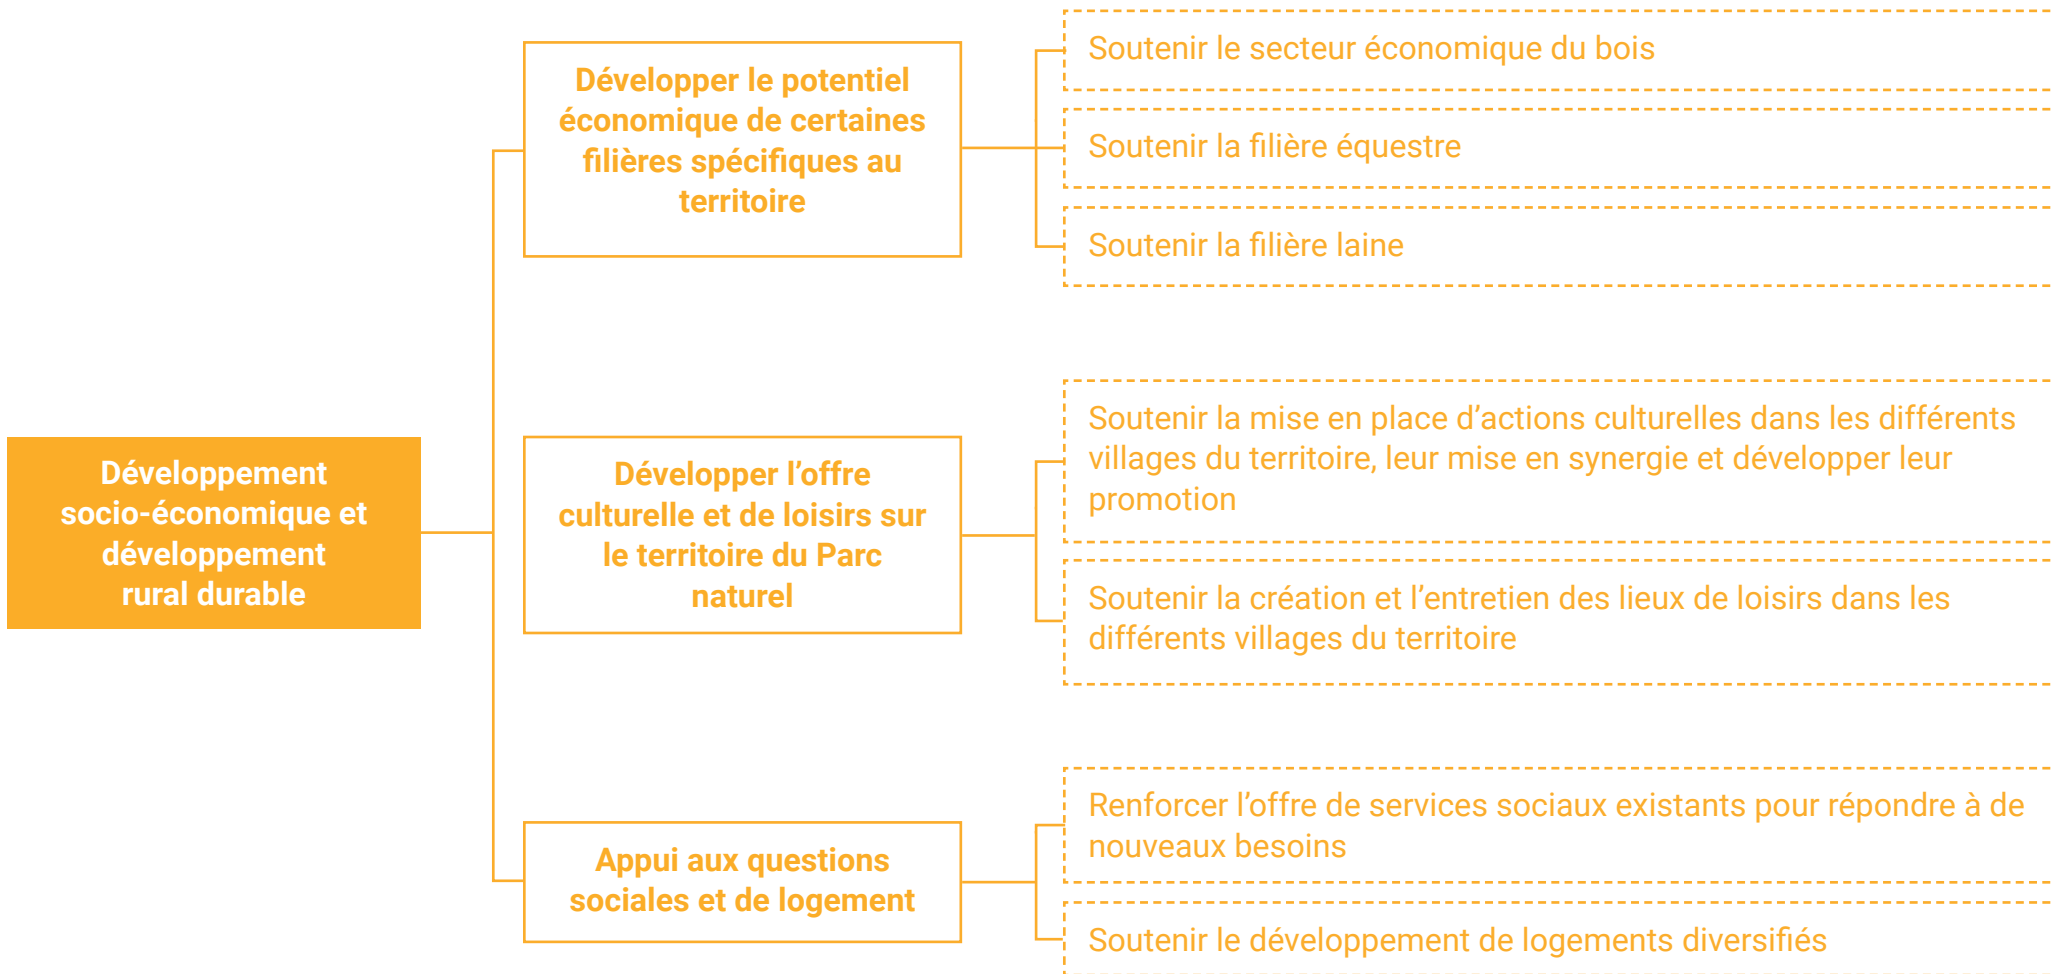 Développement
socio-économique et
développement
rural durable
Développer le potentiel
économique de certaines
filières spécifiques au
territoire
Soutenir le secteur économique du bois
Soutenir la filière équestre
Soutenir la filière laine
Développer l’offre
culturelle et de loisirs sur
le territoire du Parc
naturel
Soutenir la mise en place d’actions culturelles dans les différents
villages du territoire, leur mise en synergie et développer leur
promotion
Soutenir la création et l’entretien des lieux de loisirs dans les
différents villages du territoire
Appui aux questions
sociales et de logement
Renforcer l’offre de services sociaux existants pour répondre à de
nouveaux besoins
Soutenir le développement de logements diversifiés